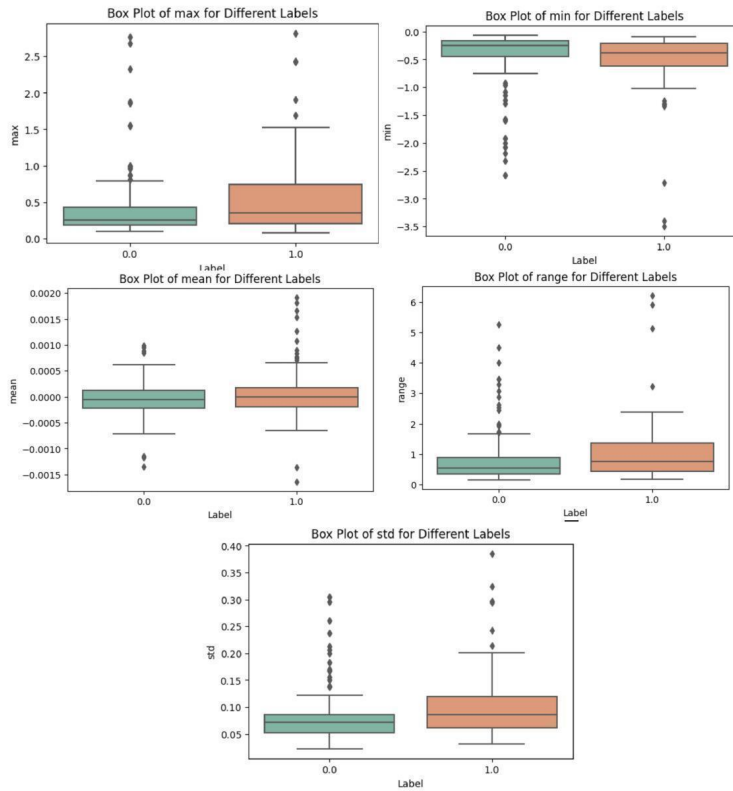 Box Plot of max for Different Labels
2.5
2.0
1.5
1.0
0.5
0.0
max
0.0 1.0
Label
Box Plot of min for Different Labels
0.0
−0.5
−1.0
−1.5
−2.0
−2.5
−3.0
−3.5
min
0.0 1.0
Label
Box Plot of mean for Different Labels
0.0020
0.0015
0.0010
0.0005
0.0000
−0.0005
−0.0010
−0.0015
mean
0.0 1.0
Label
Box Plot of range for Different Labels
6
5
4
3
2
1
0
range
0.0 1.0
Label
Box Plot of std for Different Labels
0.40
0.35
0.30
0.25
0.20
0.15
0.10
0.05
std
0.0 1.0
Label